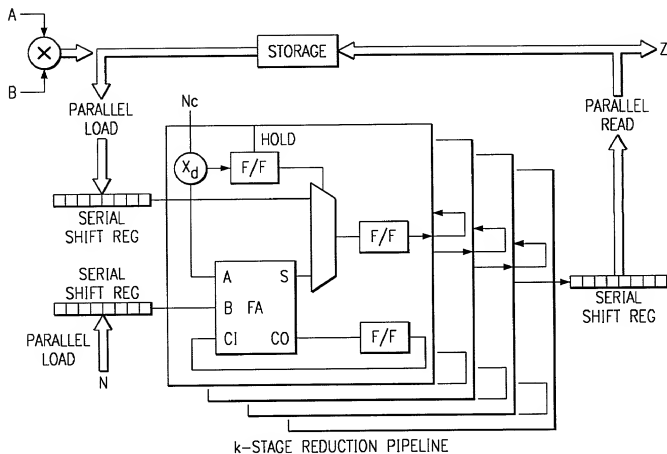 A
B
X
STORAGE
Z
PARALLEL
LOAD
Nc
HOLD
PARALLEL
READ
Xd
F/F
F/F
SERIAL
SHIFT REG
SERIAL
SHIFT REG
A
S
B
FA
CI
CO
F/F
PARALLEL
LOAD
N
SERIAL
SHIFT REG
k-STAGE REDUCTION PIPELINE